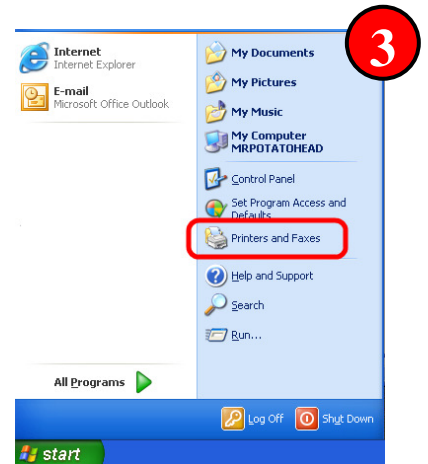 3
Internet
Internet Explorer
E-mail
Microsoft Office Outlook
All Programs
My Documents
My Pictures
My Music
My Computer
MRPOTATOHEAD
Control Panel
Set Program Access and
Defaults
Printers and Faxes
Help and Support
Search
Run...
Log Off
Shut Down
start